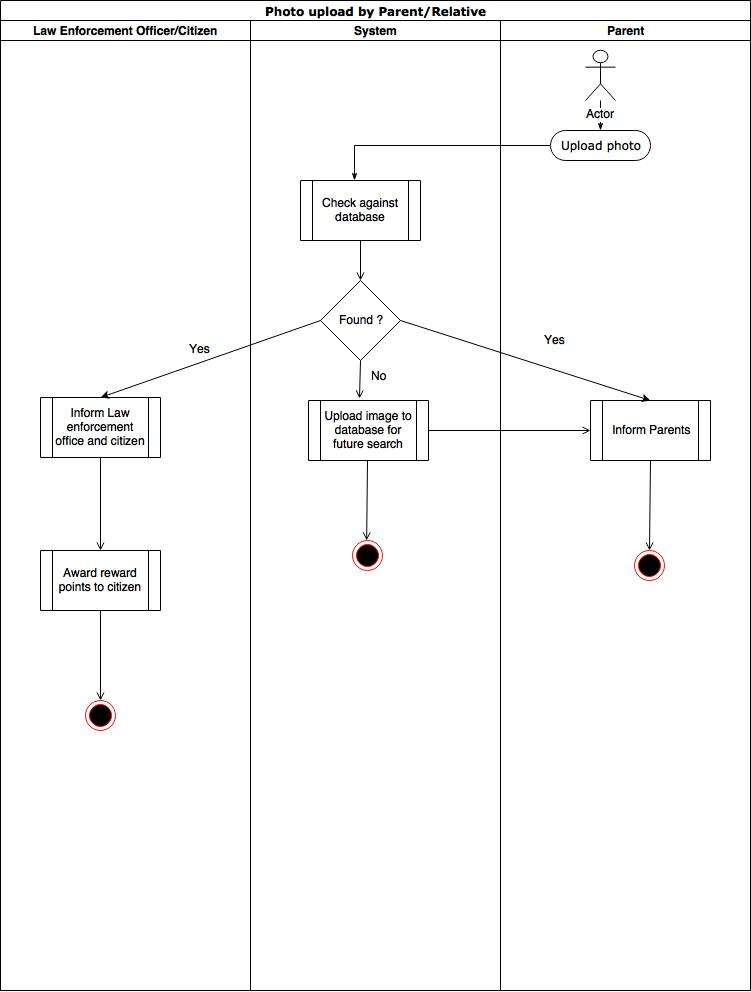 Photo upload by Parent/Relative
Law Enforcement Officer/Citizen
System
Parent
Actor
Upload photo
Check against
database
Found ?
Yes
Yes
No
Inform Law
enforcement
office and citizen
Upload image to
database for
future search
Inform Parents
Award reward
points to citizen